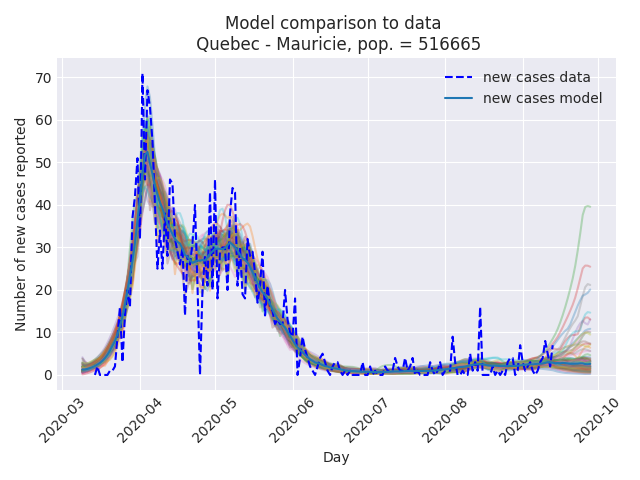 Model comparison to data
Quebec - Mauricie, pop. = 516665
new cases data
new cases model
Number of new cases reported
70
60
50
40
30
20
10
0
2020-03
2020-04
2020-05
2020-06
2020-07
2020-08
2020-09
2020-10
Day